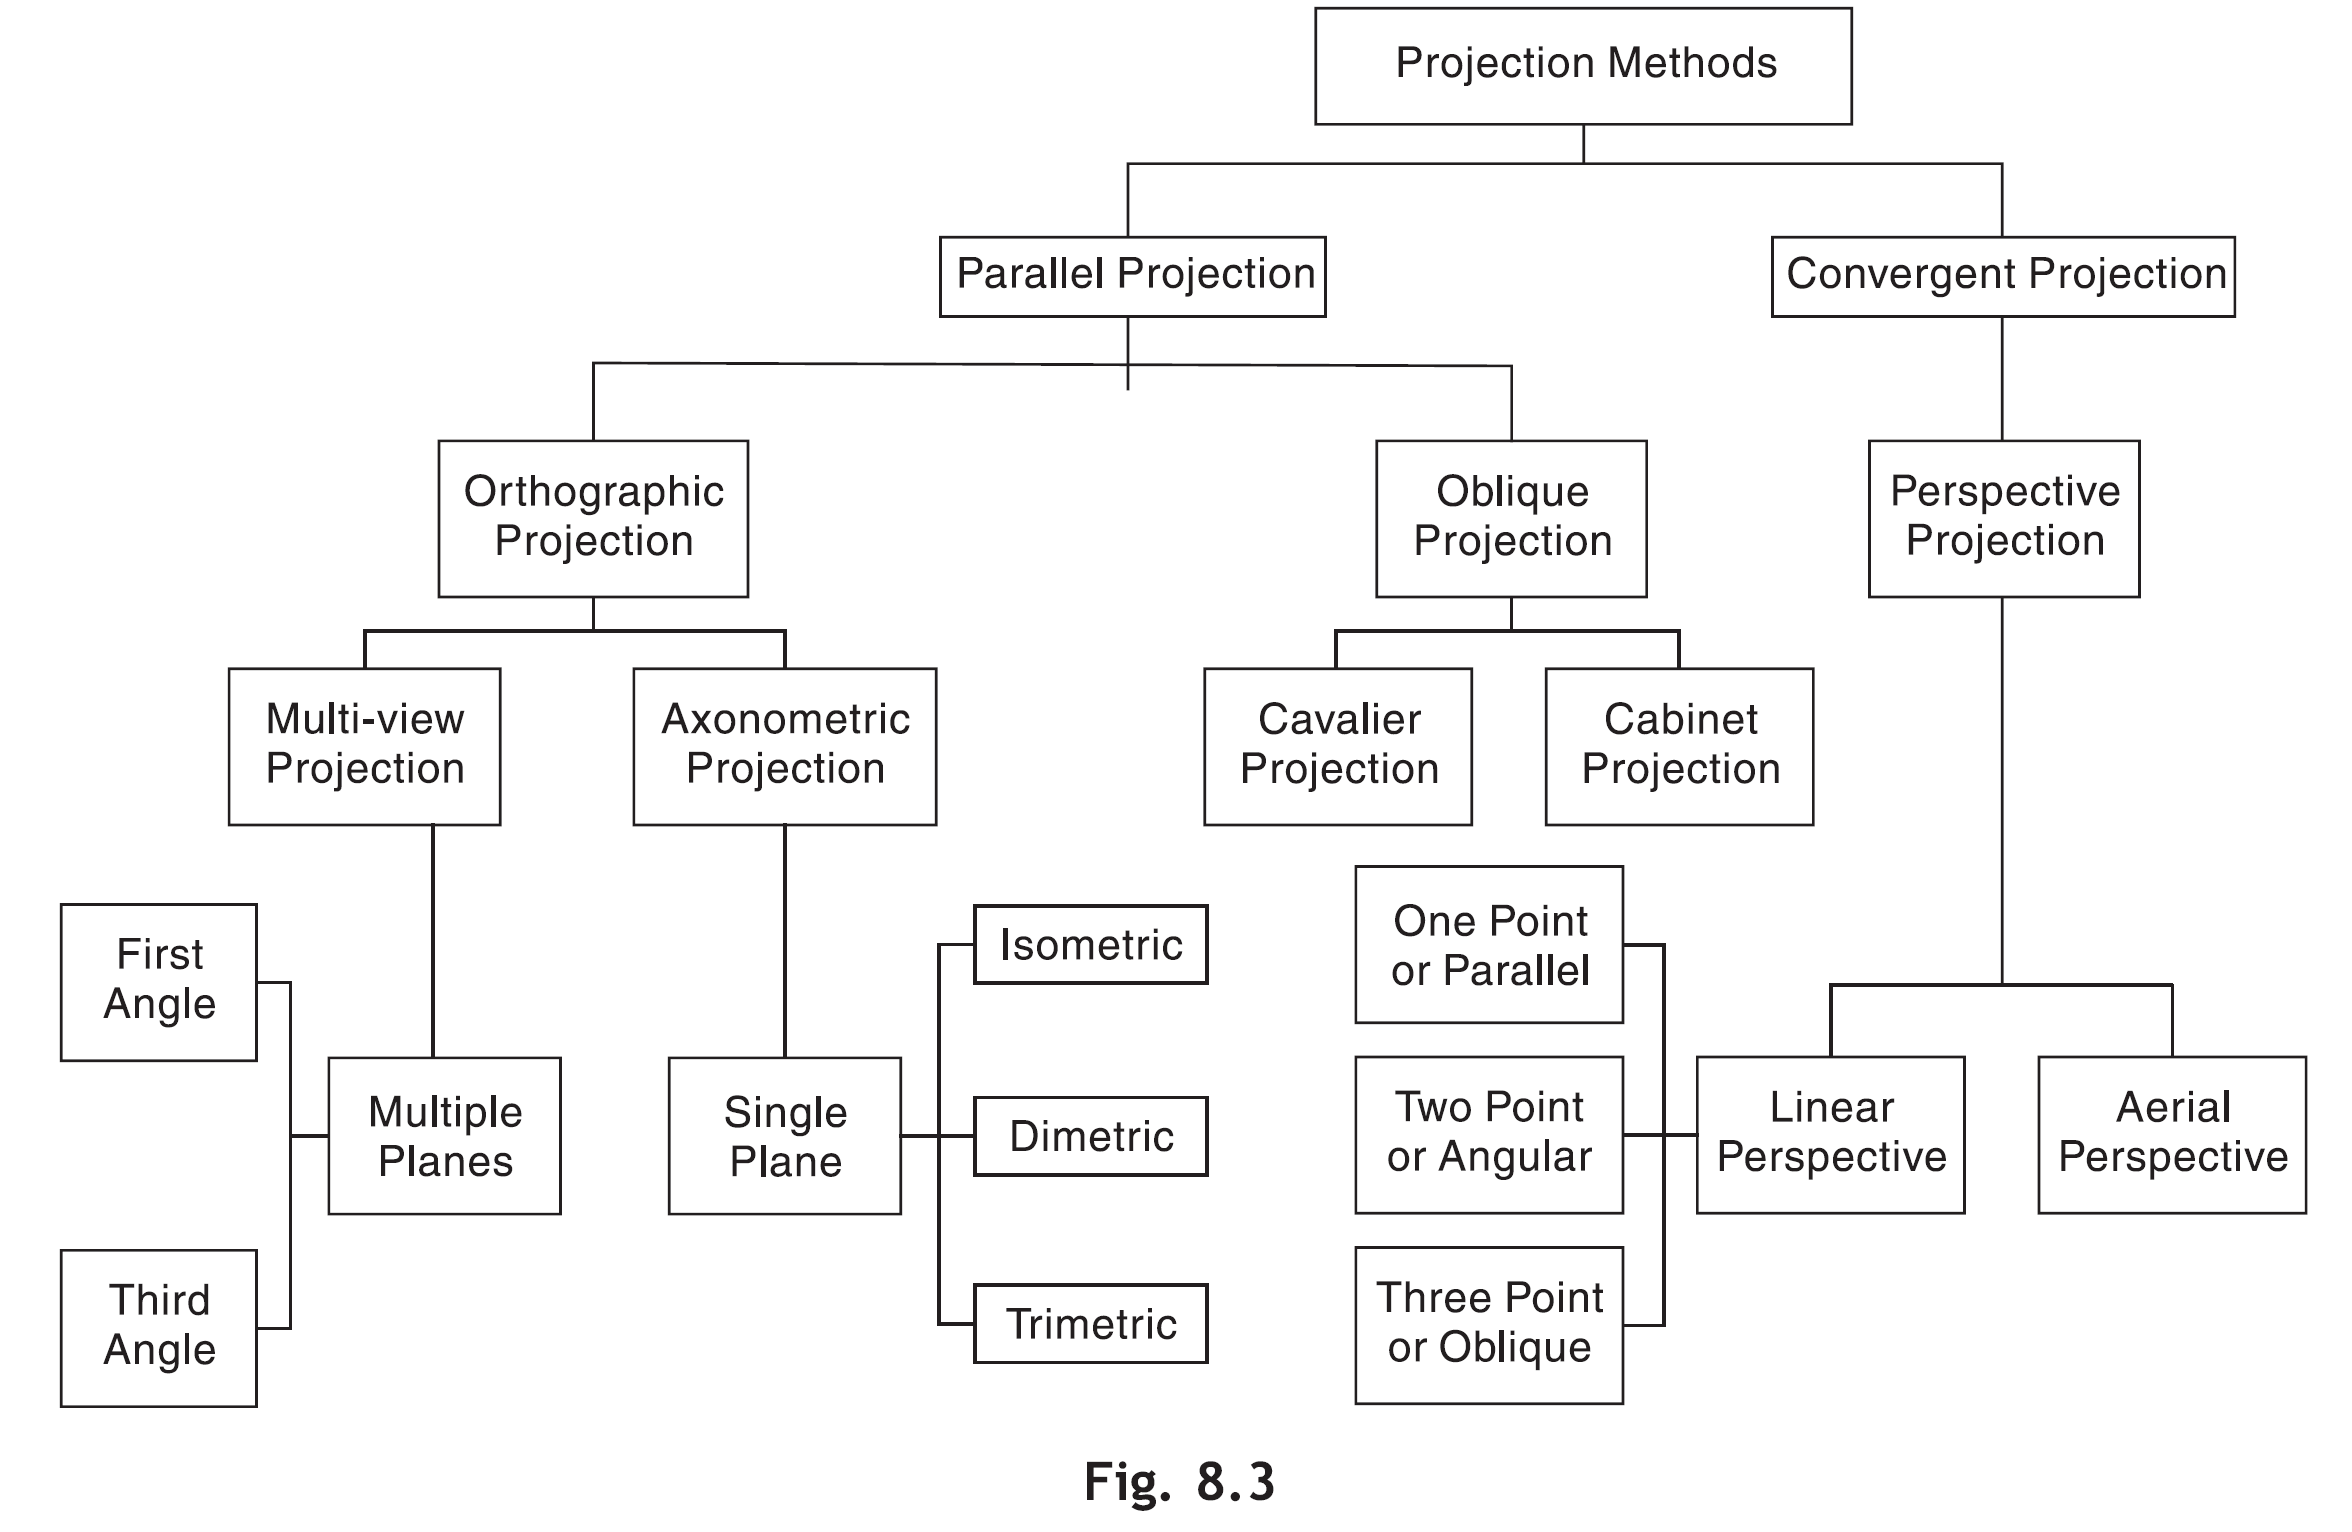 Projection Methods
Parallel Projection
Convergent Projection
Orthographic
Projection
Oblique
Projection
Perspective
Projection
Multi-view
Projection
Axonometric
Projection
Cavalier
Projection
Cabinet
Projection
First
Angle
Isometric
One Point
or Parallel
Multiple
Planes
Single
Plane
Dimetric
Two Point
or Angular
Linear
Perspective
Aerial
Perspective
Third
Angle
Trimetric
Three Point
or Oblique
Fig. 8.3